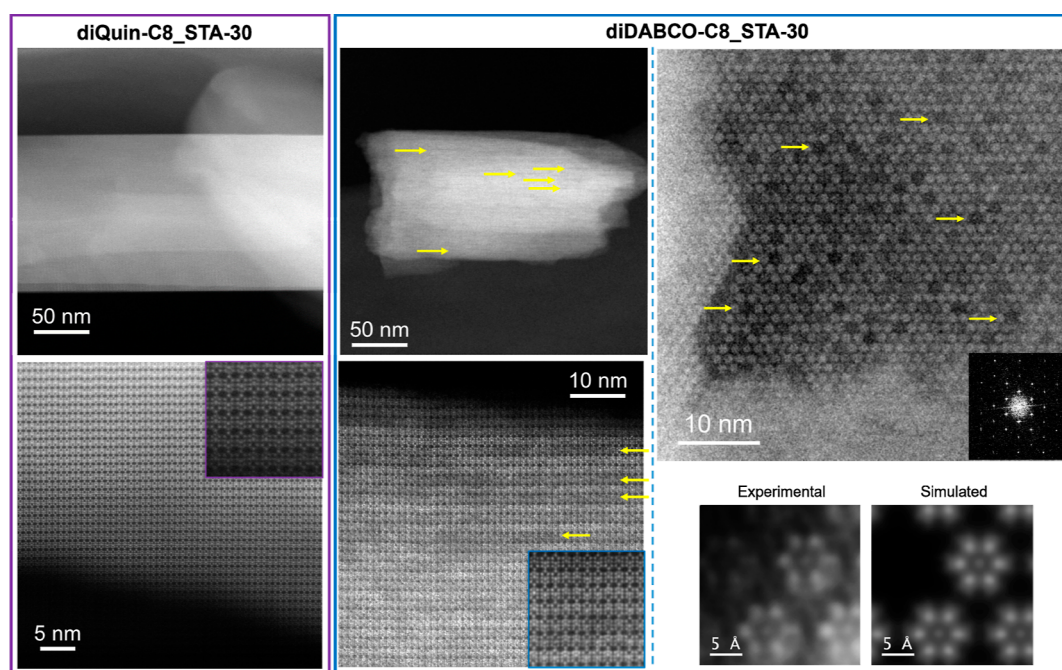 diQuin-C8_STA-30
diDABCO-C8_STA-30
50 nm
5 nm
50 nm
10 nm
10 nm
Experimental
Simulated
5 Å
5 Å